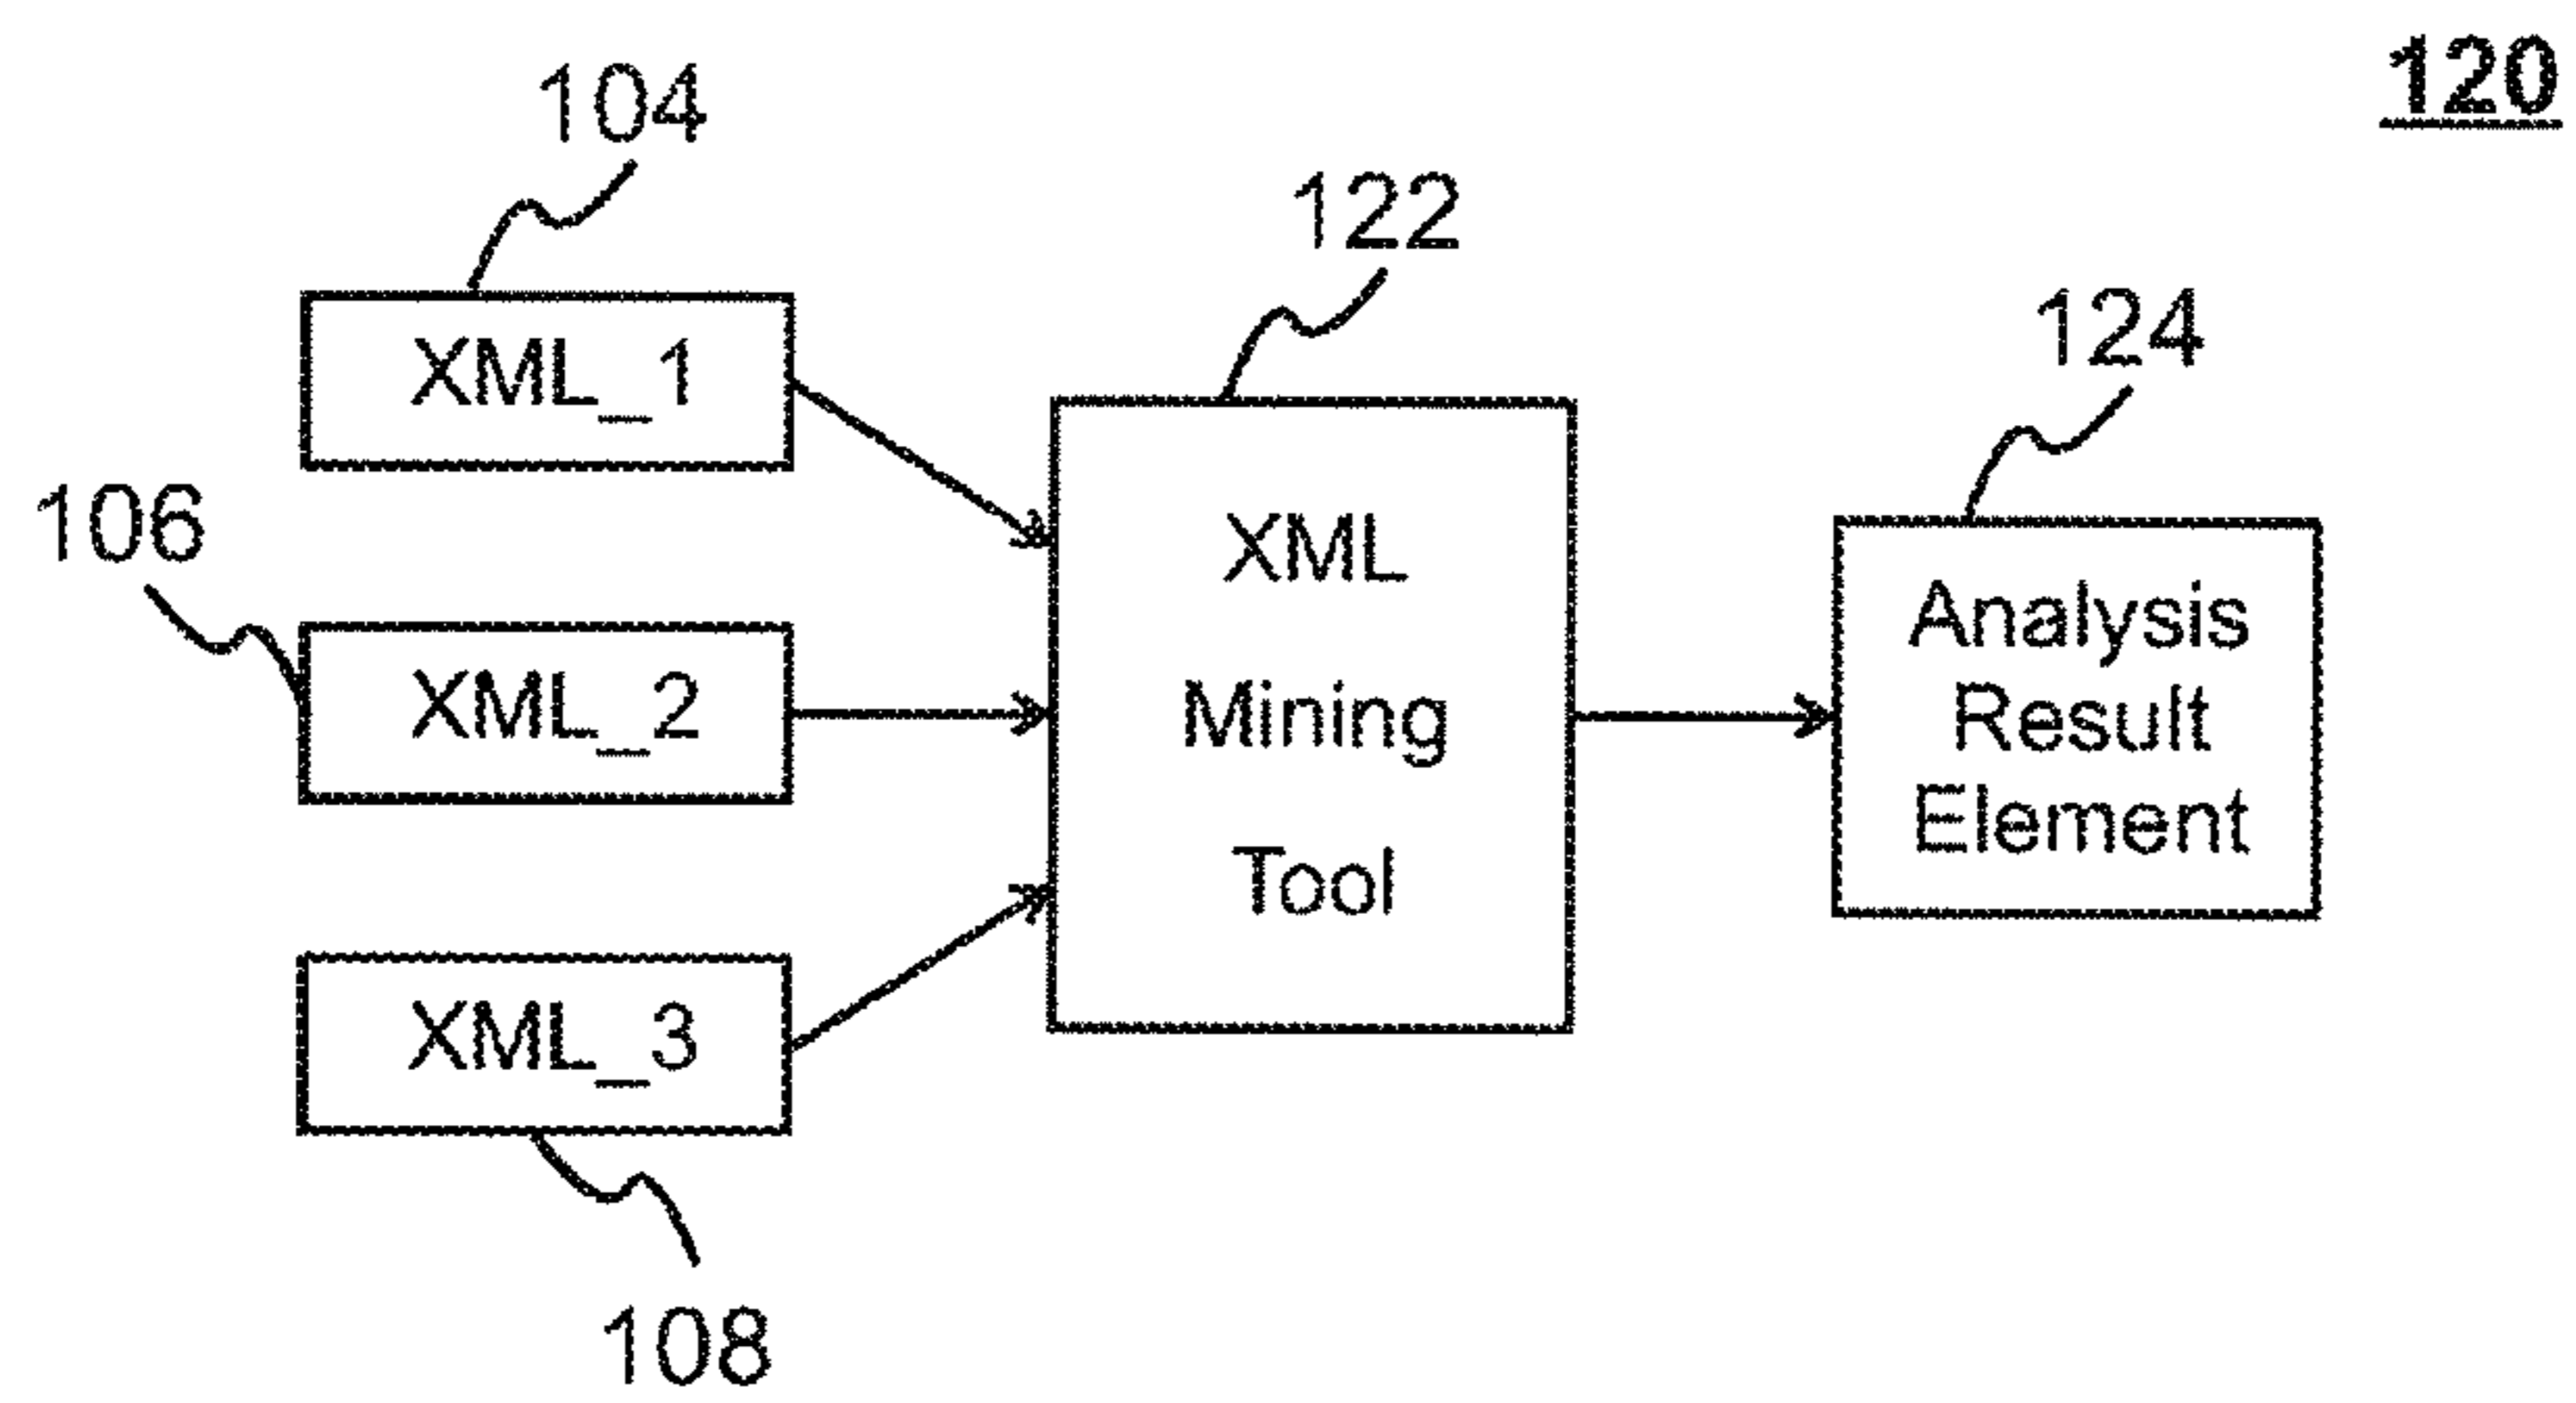 120
104
122
124
XML_1
106
XML
Mining
Tool
Analysis
Result
Element
XML_2
XML_3
108